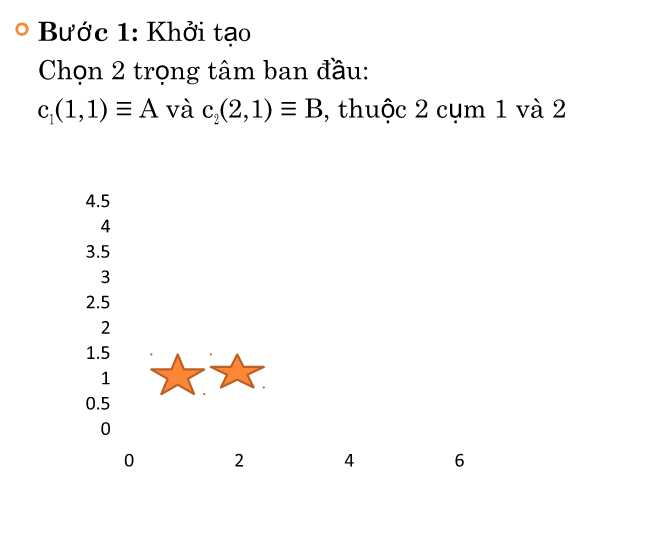 Bước 1: Khởi tạo
Chọn 2 trọng tâm ban đầu:
c₁(1,1) ≡ A và c₂(2,1) ≡ B, thuộc 2 cụm 1 và 2
4.5
4
3.5
3
2.5
2
1.5
1
0.5
0
0 2 4 6